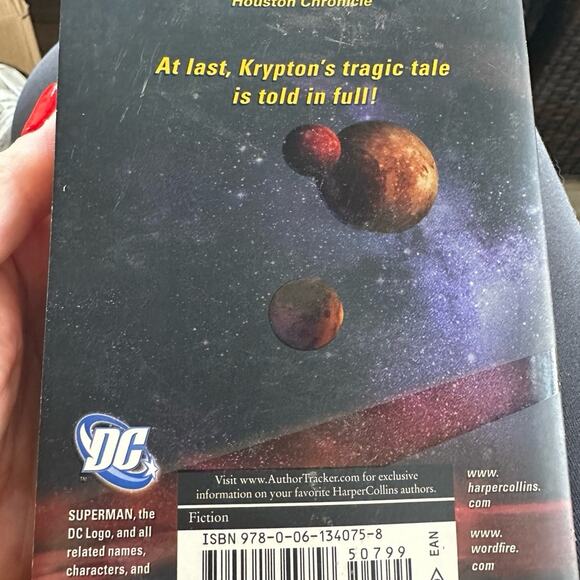 Houston Chronicle
At last, Krypton's tragic tale
is told in full!
DC
TM
Visit www.AuthorTracker.com for exclusive
information on your favorite HarperCollins authors.
Fiction
ISBN 978-0-06-134075-8
50799
EAN
SUPERMAN, the
DC Logo, and all
related names,
characters, and
www.
harpercollins.
com
www.
wordfire.
com